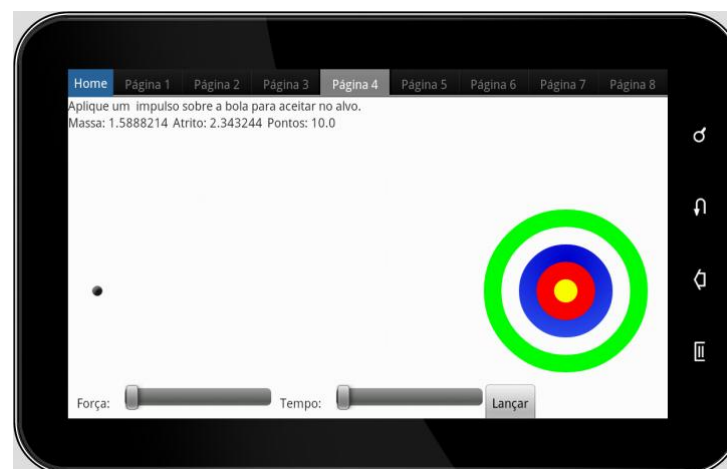 Home Página 1 Página 2 Página 3 Página 4 Página 5 Página 6 Página 7 Página 8
Aplique um impulso sobre a bola para aceitar no alvo.
Massa: 1.5888214 Atrito: 2.343244 Pontos: 10.0
Força: Tempo: Lançar